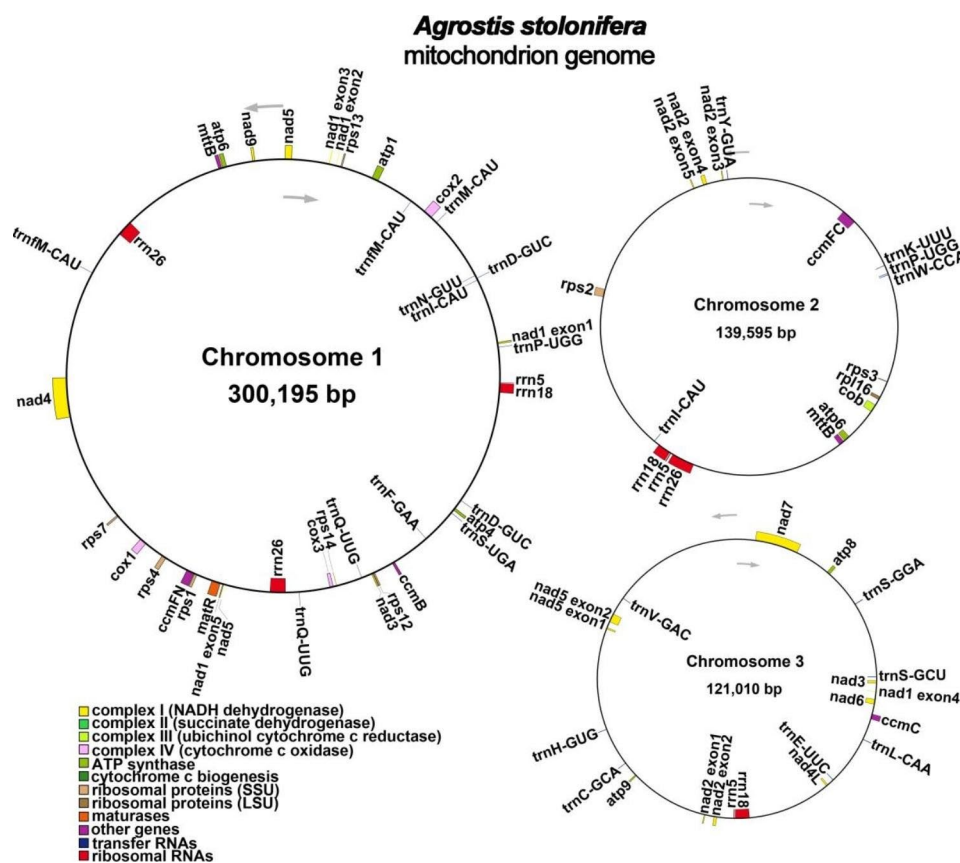 Agrostis stolonifera
mitochondrion genome
Chromosome 1
300,195 bp
mttB
atp6
nad9
nad5
nad1 exon3
nad1 exon2
rps13
atp1
cox2
trnM-CAU
trnfM-CAU
trnD-GUC
trnN-GUU
trnI-CAU
nad1 exon1
trnP-UGG
rrn5
rrn18
trnD-GUC
atp4
trnS-UGA
trnF-GAA
ccmB
rps12
nad3
trnQ-UUG
rps14
cox3
trnQ-UUG
rrn26
nad5
nad1 exon5
matR
rps1
ccmFN
rps4
cox1
rps7
nad4
trnfM-CAU
rrn26
Chromosome 2
139,595 bp
nad2 exon5
nad2 exon4
nad2 exon3
trnY-GUA
ccmFC
trnK-UUU
trnP-UGG
trnW-CCA
rps3
rpl16
cob
atp6
mttB
rrn26
rrn5
rrn18
trnI-CAU
rps2
Chromosome 3
121,010 bp
nad7
atp8
trnS-GGA
trnS-GCU
nad3
nad1 exon4
nad6
ccmC
trnL-CAA
trnE-UUC
nad4L
rrn18
rrn5
nad2 exon2
nad2 exon1
atp9
trnC-GCA
trnH-GUG
nad5 exon1
nad5 exon2
trnV-GAC
complex I (NADH dehydrogenase)
complex II (succinate dehydrogenase)
complex III (ubichinol cytochrome c reductase)
complex IV (cytochrome c oxidase)
ATP synthase
cytochrome c biogenesis
ribosomal proteins (SSU)
ribosomal proteins (LSU)
maturases
other genes
transfer RNAs
ribosomal RNAs